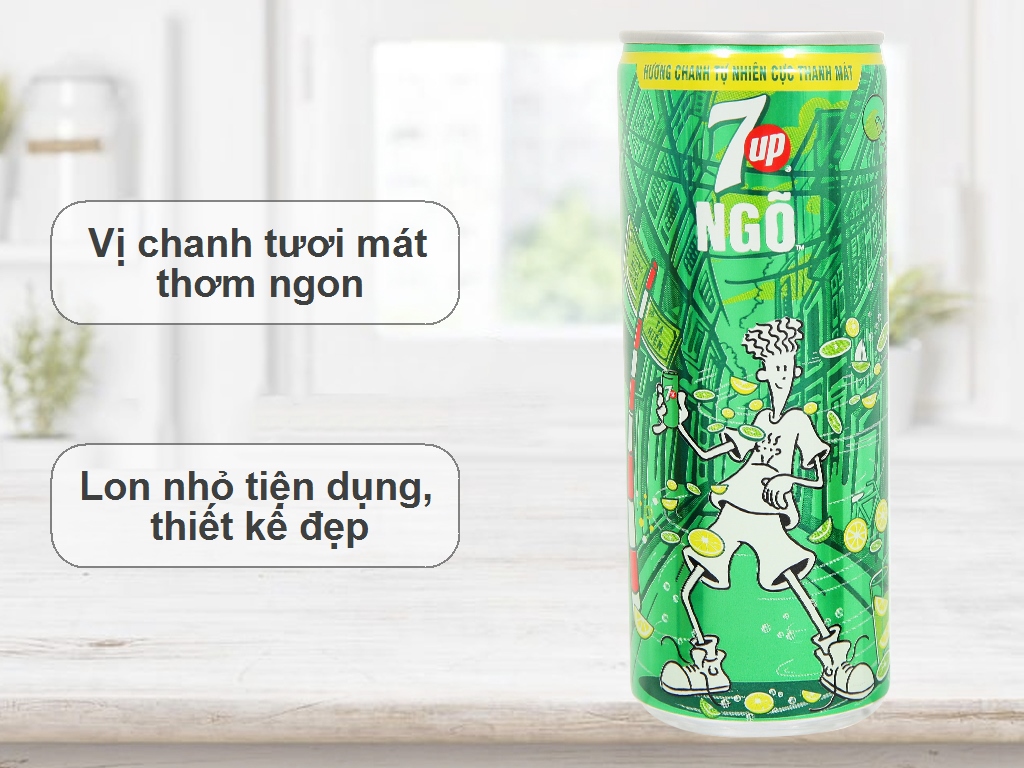 HƯƠNG CHANH TỰ NHIÊN CỰC THANH MÁT
7up
NGÕ
™
Vị chanh tươi mát
thơm ngon
Lon nhỏ tiện dụng,
thiết kế đẹp